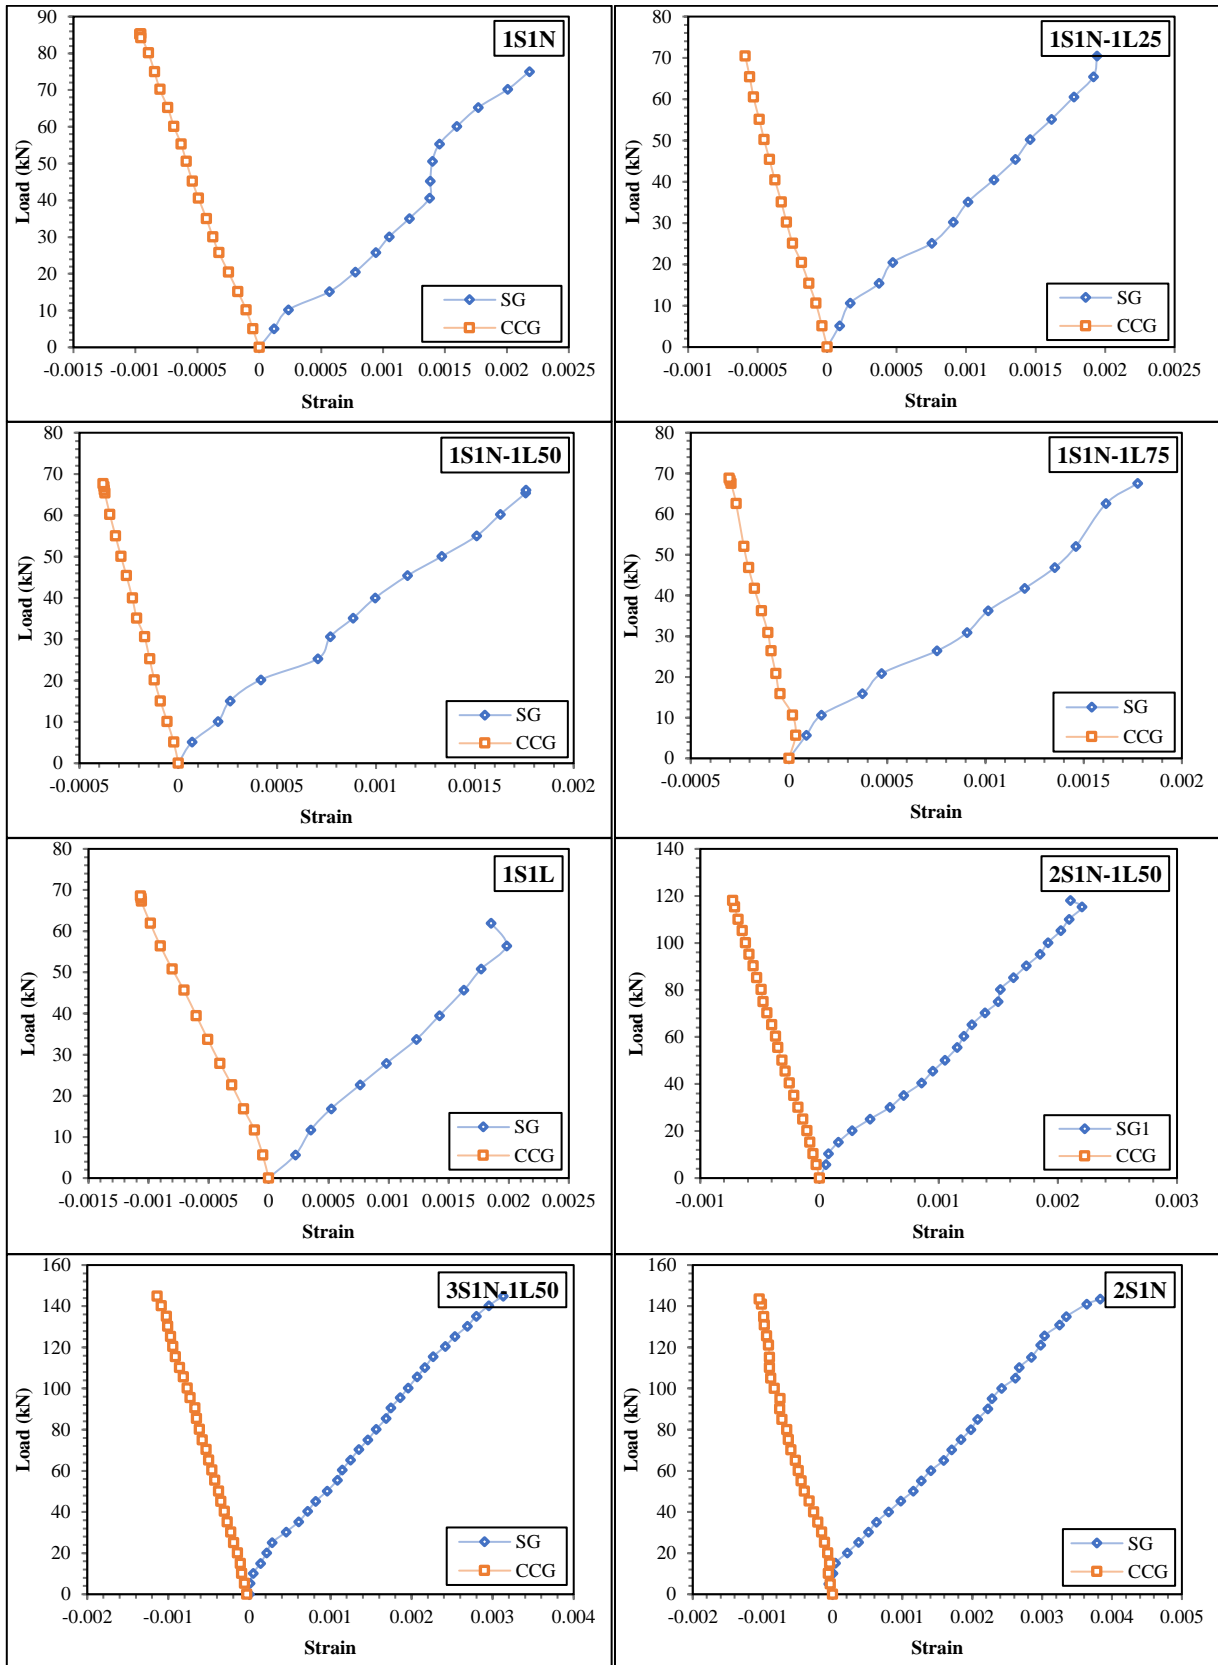 1S1N
Load (kN)
90
80
70
60
50
40
30
20
10
0
SG
CCG
-0.0015 -0.001 -0.0005 0 0.0005 0.001 0.0015 0.002 0.0025
Strain
1S1N-1L25
Load (kN)
80
70
60
50
40
30
20
10
0
SG
CCG
-0.001 -0.0005 0 0.0005 0.001 0.0015 0.002 0.0025
Strain
1S1N-1L50
Load (kN)
80
70
60
50
40
30
20
10
0
SG
CCG
-0.0005 0 0.0005 0.001 0.0015 0.002
Strain
1S1N-1L75
Load (kN)
80
70
60
50
40
30
20
10
0
SG
CCG
-0.0005 0 0.0005 0.001 0.0015 0.002
Strain
1S1L
Load (kN)
80
70
60
50
40
30
20
10
0
SG
CCG
-0.0015 -0.001 -0.0005 0 0.0005 0.001 0.0015 0.002 0.0025
Strain
2S1N-1L50
Load (kN)
140
120
100
80
60
40
20
0
SG1
CCG
-0.001 0 0.001 0.002 0.003
Strain
3S1N-1L50
Load (kN)
160
140
120
100
80
60
40
20
0
SG
CCG
-0.002 -0.001 0 0.001 0.002 0.003 0.004
Strain
2S1N
Load (kN)
160
140
120
100
80
60
40
20
0
SG
CCG
-0.002 -0.001 0 0.001 0.002 0.003 0.004 0.005
Strain